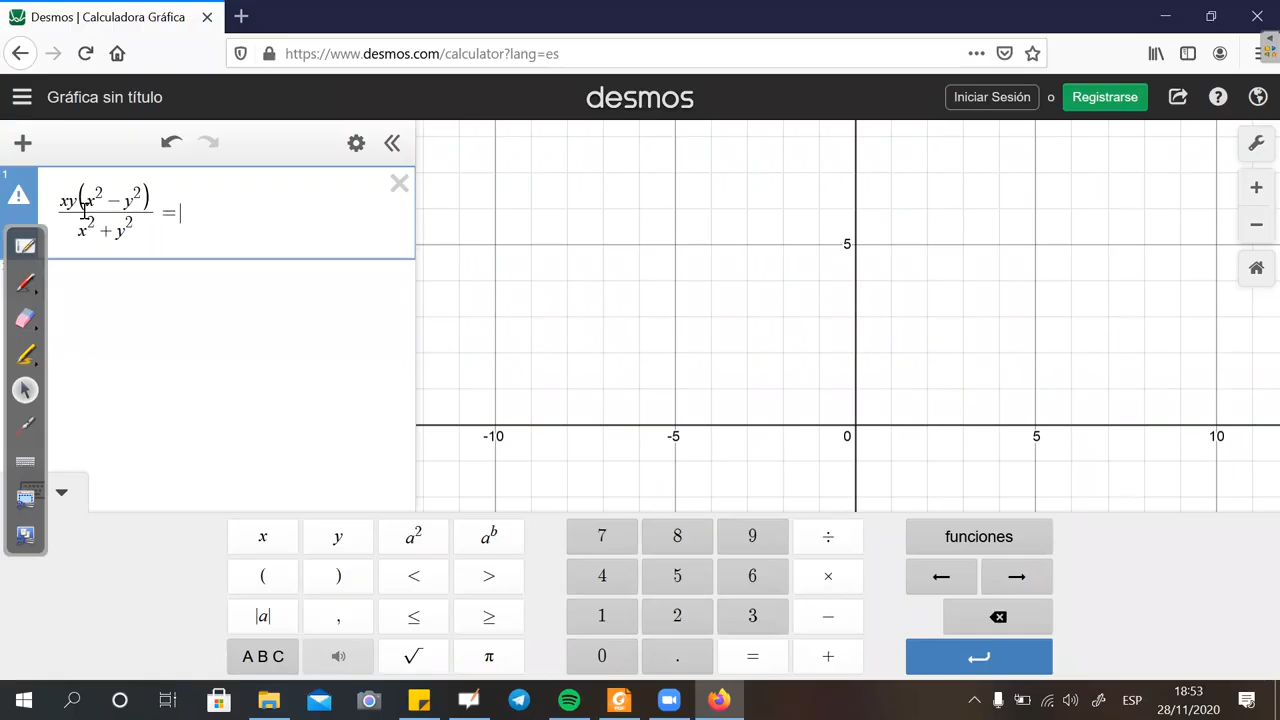 Desmos | Calculadora Gráfica
https://www.desmos.com/calculator?lang=es
Gráfica sin título
desmos
Iniciar Sesión o Registrarse
1
xy(x² − y²)
x² + y²
=
5
-10 -5 0 5 10
x y a² aᵇ 7 8 9 ÷ funciones
( ) < > 4 5 6 × ← →
|a| , ≤ ≥ 1 2 3 −
A B C √ π 0 . = +
ESP
18:53
28/11/2020